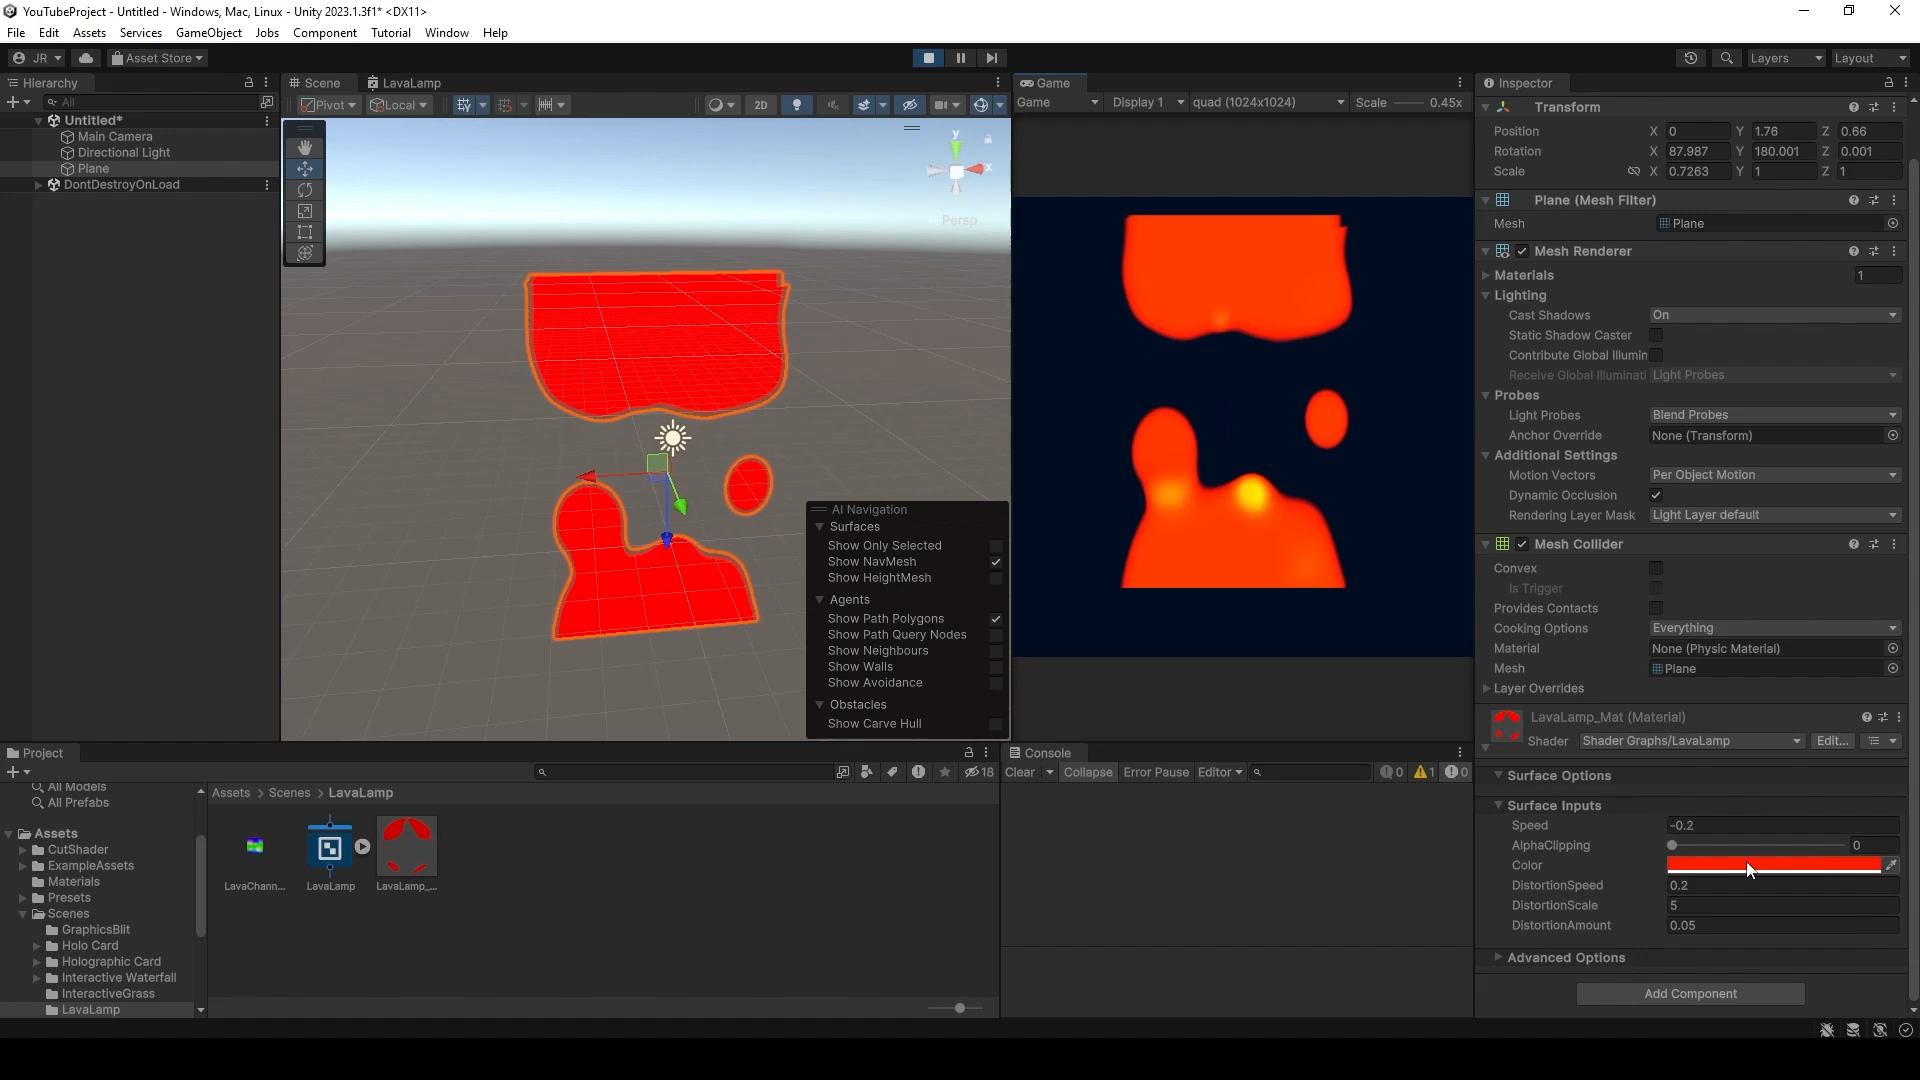 YouTubeProject - Untitled - Windows, Mac, Linux - Unity 2023.1.3f1* <DX11>
File Edit Assets Services GameObject Jobs Component Tutorial Window Help
JR Asset Store Layers Layout
Hierarchy
All
Untitled*
Main Camera
Directional Light
Plane
DontDestroyOnLoad
Scene LavaLamp
Pivot Local 2D
y
x
Persp
AI Navigation
Surfaces
Show Only Selected
Show NavMesh
Show HeightMesh
Agents
Show Path Polygons
Show Path Query Nodes
Show Neighbours
Show Walls
Show Avoidance
Obstacles
Show Carve Hull
Game
Game Display 1 quad (1024x1024) Scale 0.45x
Inspector
Transform
Position X 0 Y 1.76 Z 0.66
Rotation X 87.987 Y 180.001 Z 0.001
Scale X 0.7263 Y 1 Z 1
Plane (Mesh Filter)
Mesh Plane
Mesh Renderer
Materials 1
Lighting
Cast Shadows On
Static Shadow Caster
Contribute Global Illumin
Receive Global Illuminati Light Probes
Probes
Light Probes Blend Probes
Anchor Override None (Transform)
Additional Settings
Motion Vectors Per Object Motion
Dynamic Occlusion
Rendering Layer Mask Light Layer default
Mesh Collider
Convex
Is Trigger
Provides Contacts
Cooking Options Everything
Material None (Physic Material)
Mesh Plane
Layer Overrides
LavaLamp_Mat (Material)
Shader Shader Graphs/LavaLamp Edit...
Surface Options
Surface Inputs
Speed -0.2
AlphaClipping 0
Color
DistortionSpeed 0.2
DistortionScale 5
DistortionAmount 0.05
Advanced Options
Add Component
Project
18
All Models
All Prefabs
Assets
CutShader
ExampleAssets
Materials
Presets
Scenes
GraphicsBlit
Holo Card
Holographic Card
Interactive Waterfall
InteractiveGrass
LavaLamp
Assets > Scenes > LavaLamp
LavaChann... LavaLamp LavaLamp_...
Console
Clear Collapse Error Pause Editor 0 1 0